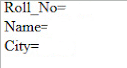 Roll_No=
Name=
City=